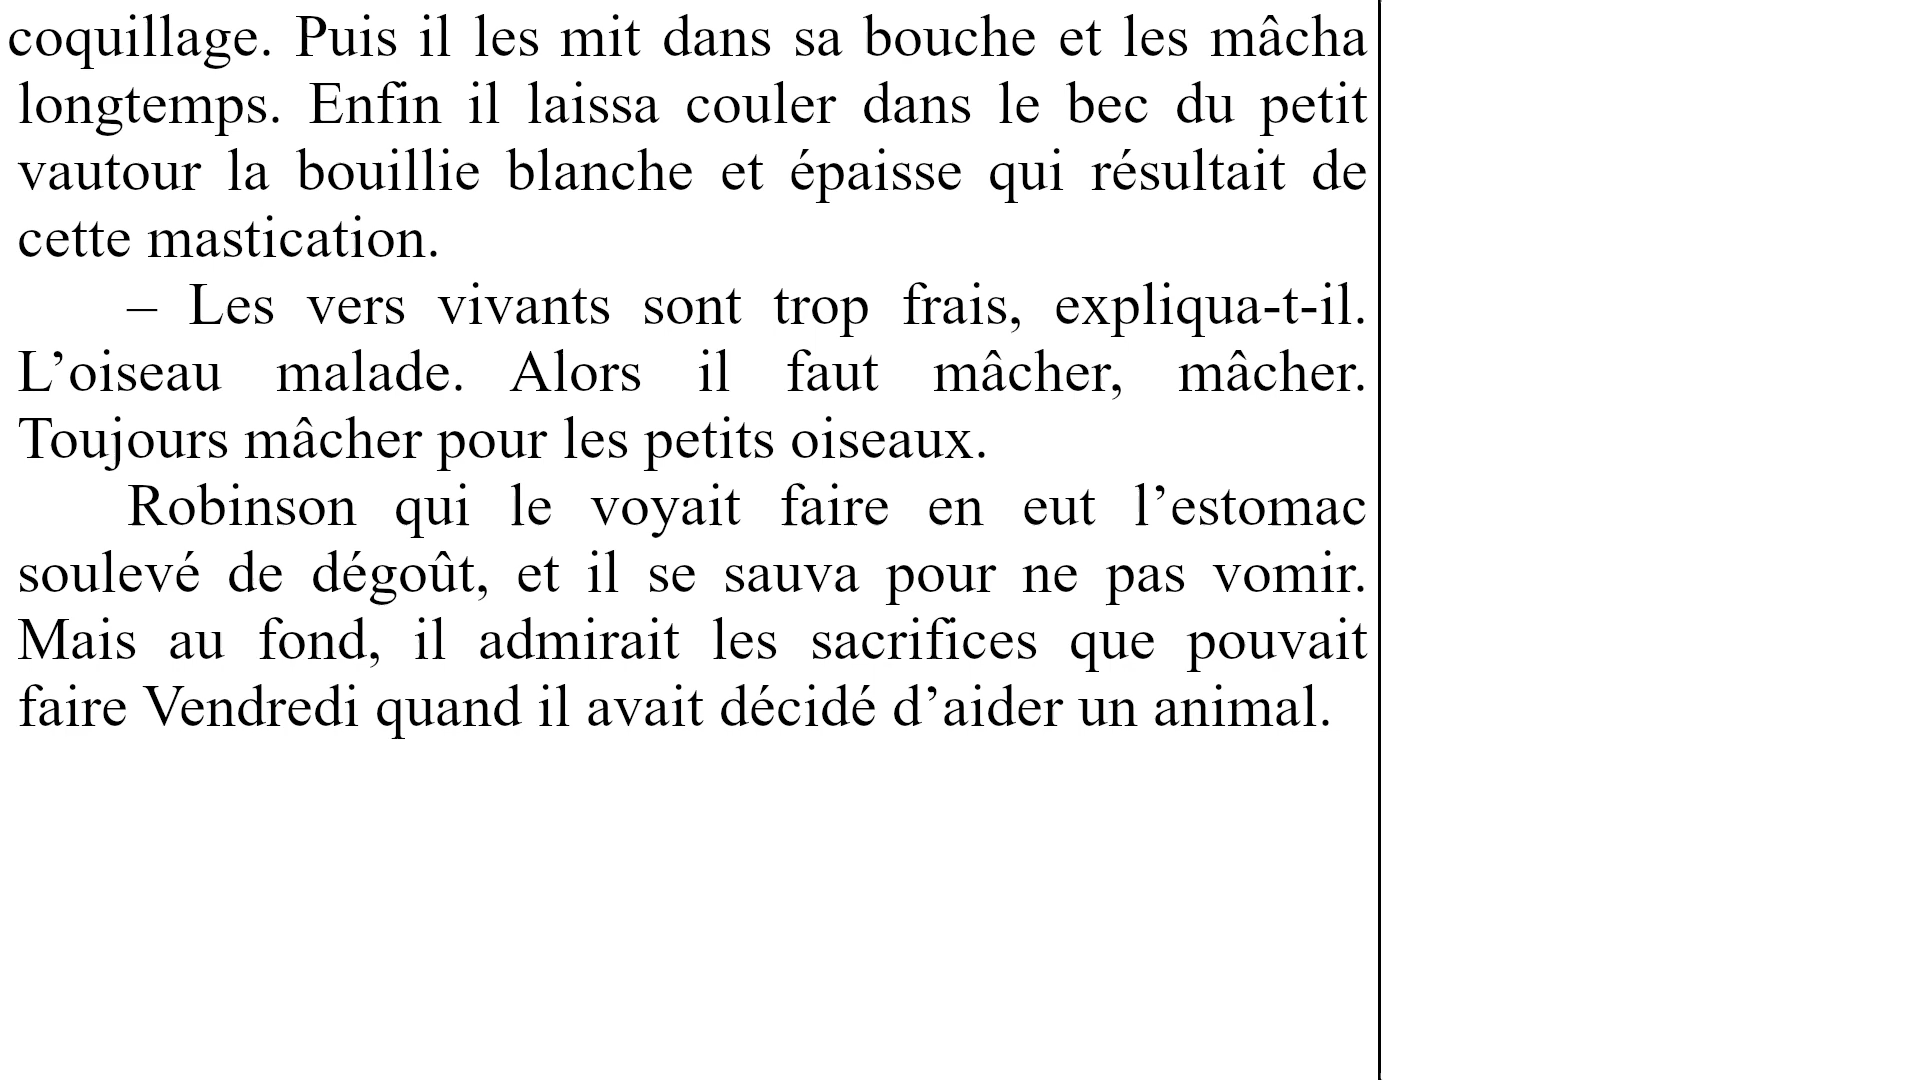 coquillage. Puis il les mit dans sa bouche et les mâcha
longtemps. Enfin il laissa couler dans le bec du petit
vautour la bouillie blanche et épaisse qui résultait de
cette mastication.
– Les vers vivants sont trop frais, expliqua-t-il.
L’oiseau malade. Alors il faut mâcher, mâcher.
Toujours mâcher pour les petits oiseaux.
Robinson qui le voyait faire en eut l’estomac
soulevé de dégoût, et il se sauva pour ne pas vomir.
Mais au fond, il admirait les sacrifices que pouvait
faire Vendredi quand il avait décidé d’aider un animal.